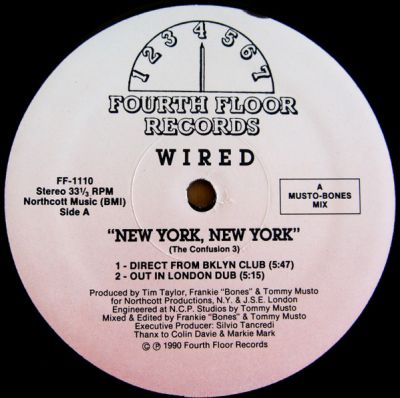 1 2 3 4 5 6 7
FOURTH FLOOR
RECORDS
WIRED
FF-1110
Stereo 33⅓ RPM
Northcott Music (BMI)
Side A
A
MUSTO-BONES
MIX
"NEW YORK, NEW YORK"
(The Confusion 3)
1 - DIRECT FROM BKLYN CLUB (5:47)
2 - OUT IN LONDON DUB (5:15)
Produced by Tim Taylor, Frankie "Bones" & Tommy Musto
for Northcott Productions, N.Y. & J.S.E. London
Engineered at N.C.P. Studios by Tommy Musto
Mixed & Edited by Frankie "Bones" & Tommy Musto
Executive Producer: Silvio Tancredi
Thanx to Colin Davie & Markie Mark
© ℗ 1990 Fourth Floor Records